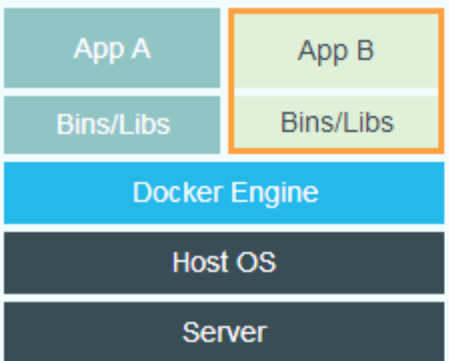 App A
App B
Bins/Libs
Bins/Libs
Docker Engine
Host OS
Server